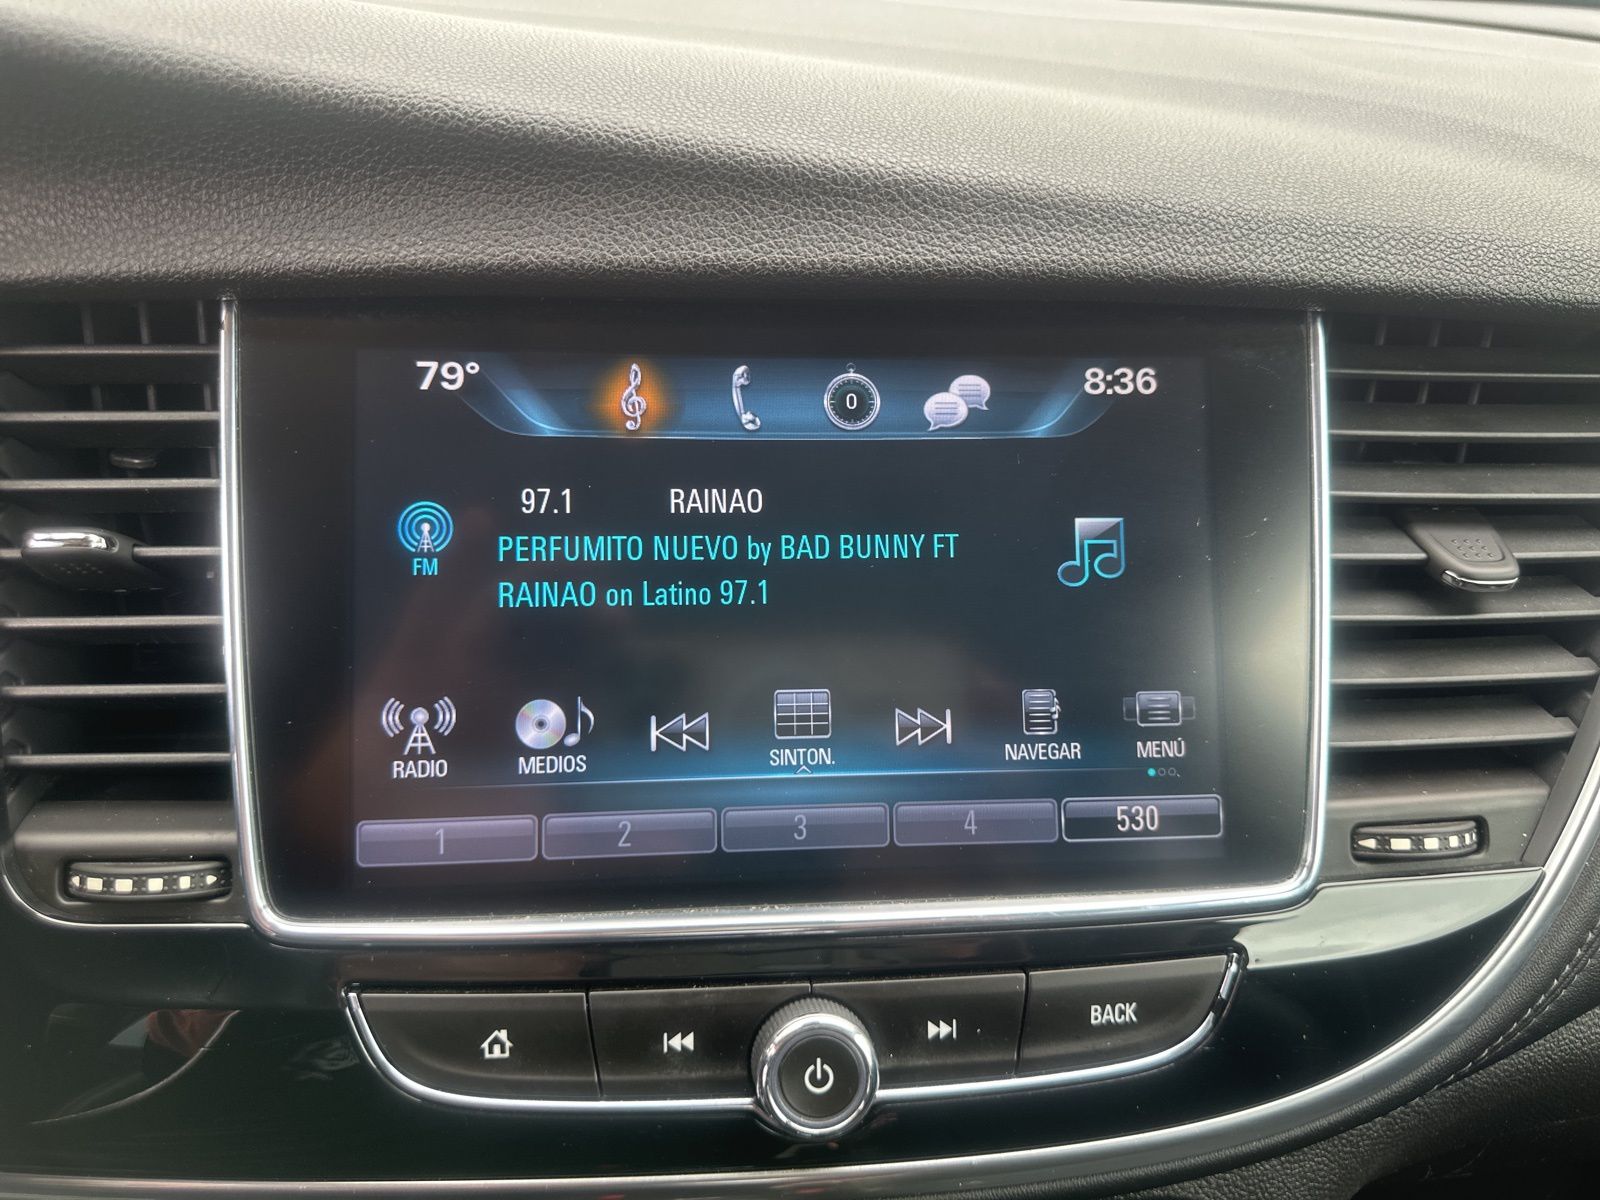 79° 0 8:36
97.1 RAINAO
FM PERFUMITO NUEVO by BAD BUNNY FT
RAINAO on Latino 97.1
RADIO MEDIOS SINTON. NAVEGAR MENÚ
1 2 3 4 530
BACK